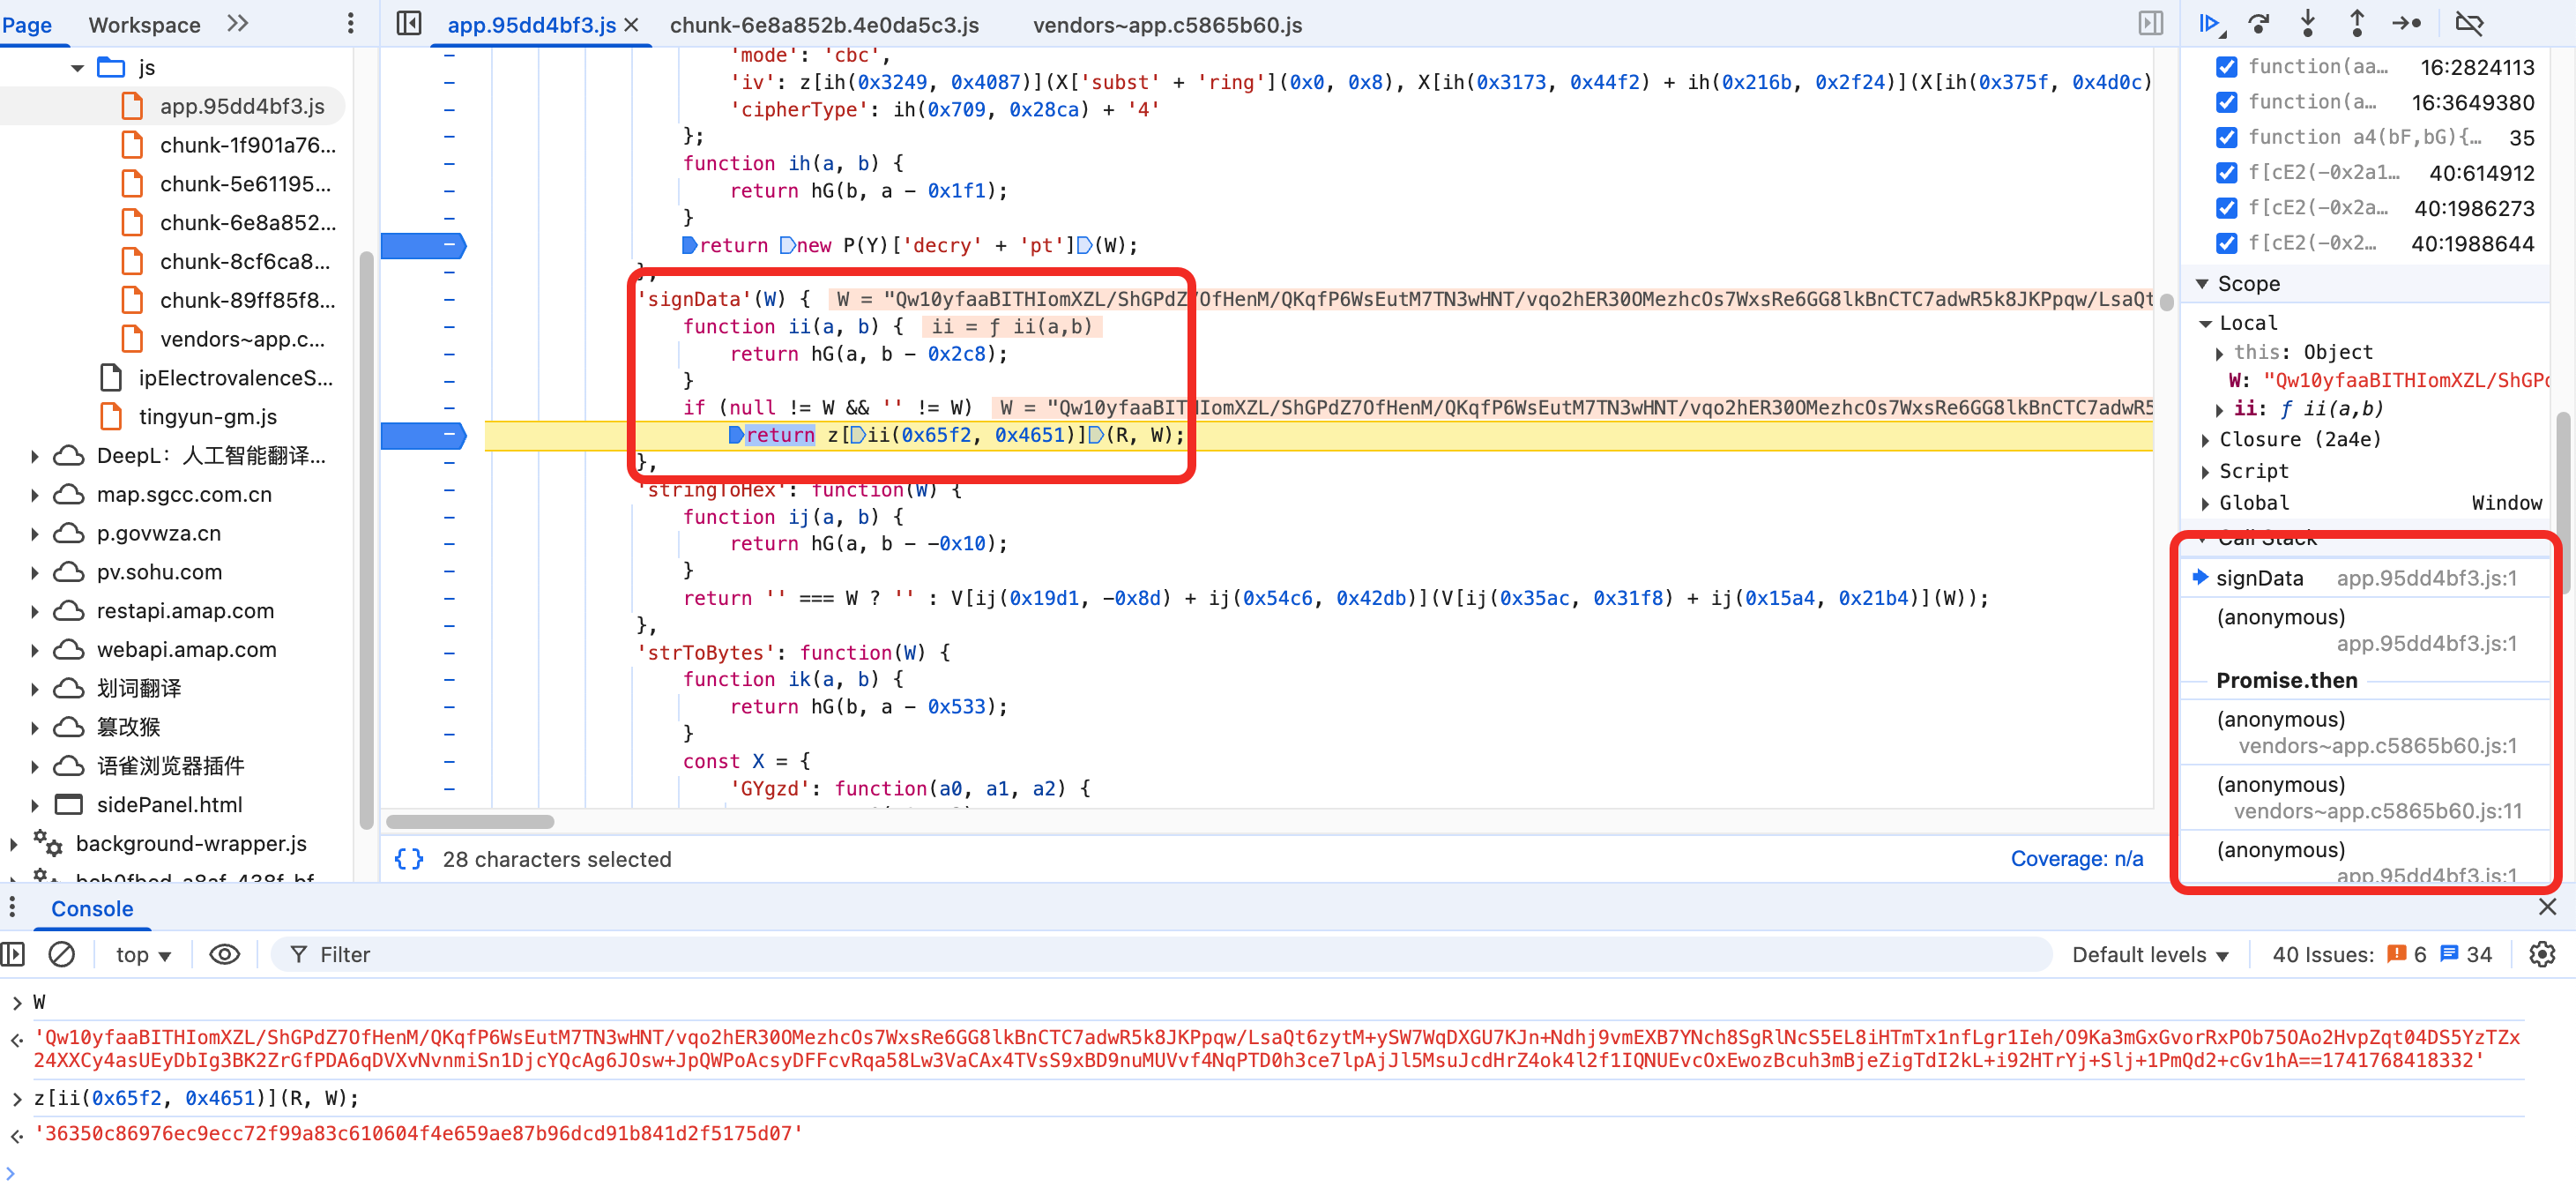 Page Workspace
app.95dd4bf3.js chunk-6e8a852b.4e0da5c3.js vendors~app.c5865b60.js
js
app.95dd4bf3.js
chunk-1f901a76...
chunk-5e61195...
chunk-6e8a852...
chunk-8cf6ca8...
chunk-89ff85f8...
vendors~app.c...
ipElectrovalenceS...
tingyun-gm.js
DeepL：人工智能翻译...
map.sgcc.com.cn
p.govwza.cn
pv.sohu.com
restapi.amap.com
webapi.amap.com
划词翻译
篡改猴
语雀浏览器插件
sidePanel.html
background-wrapper.js
'mode': 'cbc',
'iv': z[ih(0x3249, 0x4087)](X['subst' + 'ring'](0x0, 0x8), X[ih(0x3173, 0x44f2) + ih(0x216b, 0x2f24)](X[ih(0x375f, 0x4d0c)
'cipherType': ih(0x709, 0x28ca) + '4'
};
function ih(a, b) {
return hG(b, a - 0x1f1);
}
return new P(Y)['decry' + 'pt'](W);
},
'signData'(W) { W = "Qw10yfaaBITHIomXZL/ShGPdZ7OfHenM/QKqfP6WsEutM7TN3wHNT/vqo2hER30OMezhcOs7WxsRe6GG8lkBnCTC7adwR5k8JKPpqw/LsaQt
function ii(a, b) { ii = ƒ ii(a,b)
return hG(a, b - 0x2c8);
}
if (null != W && '' != W) W = "Qw10yfaaBITHIomXZL/ShGPdZ7OfHenM/QKqfP6WsEutM7TN3wHNT/vqo2hER30OMezhcOs7WxsRe6GG8lkBnCTC7adwR5
return z[ii(0x65f2, 0x4651)](R, W);
},
'stringToHex': function(W) {
function ij(a, b) {
return hG(a, b - -0x10);
}
return '' === W ? '' : V[ij(0x19d1, -0x8d) + ij(0x54c6, 0x42db)](V[ij(0x35ac, 0x31f8) + ij(0x15a4, 0x21b4)](W));
},
'strToBytes': function(W) {
function ik(a, b) {
return hG(b, a - 0x533);
}
const X = {
'GYgzd': function(a0, a1, a2) {
28 characters selected Coverage: n/a
function(aa... 16:2824113
function(a... 16:3649380
function a4(bF,bG){... 35
f[cE2(-0x2a1... 40:614912
f[cE2(-0x2a... 40:1986273
f[cE2(-0x2... 40:1988644
Scope
Local
this: Object
W: "Qw10yfaaBITHIomXZL/ShGPd
ii: ƒ ii(a,b)
Closure (2a4e)
Script
Global Window
Call Stack
signData app.95dd4bf3.js:1
(anonymous)
app.95dd4bf3.js:1
Promise.then
(anonymous)
vendors~app.c5865b60.js:1
(anonymous)
vendors~app.c5865b60.js:11
(anonymous)
app.95dd4bf3.js:1
Console
top Filter Default levels 40 Issues: 6 34
W
'Qw10yfaaBITHIomXZL/ShGPdZ7OfHenM/QKqfP6WsEutM7TN3wHNT/vqo2hER30OMezhcOs7WxsRe6GG8lkBnCTC7adwR5k8JKPpqw/LsaQt6zytM+ySW7WqDXGU7KJn+Ndhj9vmEXB7YNch8SgRlNcS5EL8iHTmTx1nfLgr1Ieh/O9Ka3mGxGvorRxPOb75OAo2HvpZqt04DS5YzTZx
24XXCy4asUEyDbIg3BK2ZrGfPDA6qDVXvNvnmiSn1DjcYQcAg6JOsw+JpQWPoAcsyDFFcvRqa58Lw3VaCAx4TVsS9xBD9nuMUVvf4NqPTD0h3ce7lpAjJl5MsuJcdHrZ4ok4l2f1IQNUEvcOxEwozBcuh3mBjeZigTdI2kL+i92HTrYj+Slj+1PmQd2+cGv1hA==1741768418332'
z[ii(0x65f2, 0x4651)](R, W);
'36350c86976ec9ecc72f99a83c610604f4e659ae87b96dcd91b841d2f5175d07'